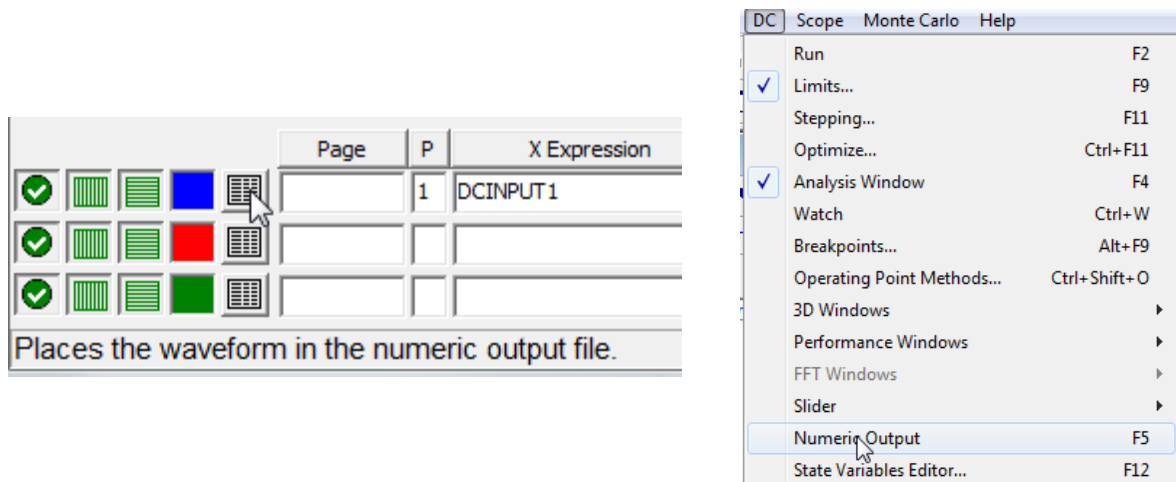 Page P X Expression
1 DCINPUT1
Places the waveform in the numeric output file.
DC Scope Monte Carlo Help
Run F2
Limits... F9
Stepping... F11
Optimize... Ctrl+F11
Analysis Window F4
Watch Ctrl+W
Breakpoints... Alt+F9
Operating Point Methods... Ctrl+Shift+O
3D Windows
Performance Windows
FFT Windows
Slider
Numeric Output F5
State Variables Editor... F12